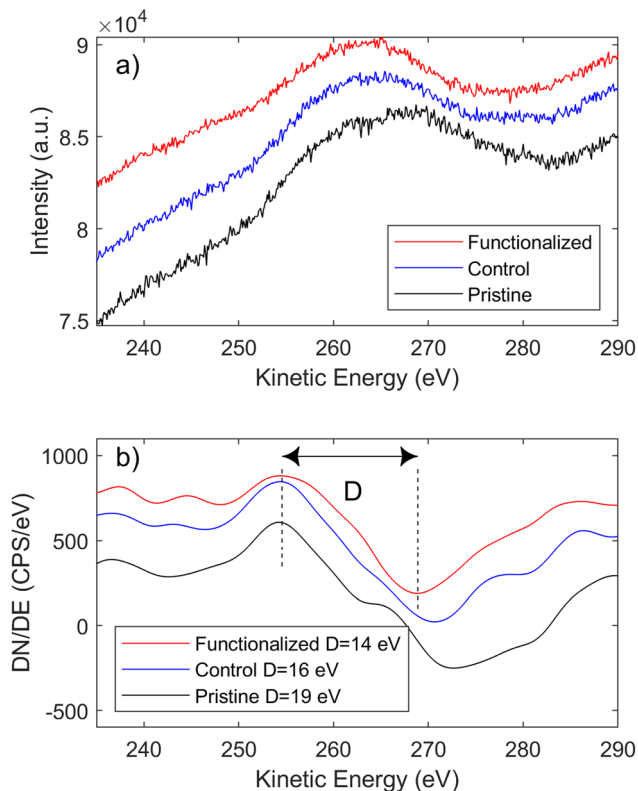 ×10⁴
9
a)
8.5
8
7.5
Intensity (a.u.)
Functionalized
Control
Pristine
240 250 260 270 280 290
Kinetic Energy (eV)
b)
1000
500
0
-500
DN/DE (CPS/eV)
D
Functionalized D=14 eV
Control D=16 eV
Pristine D=19 eV
240 250 260 270 280 290
Kinetic Energy (eV)